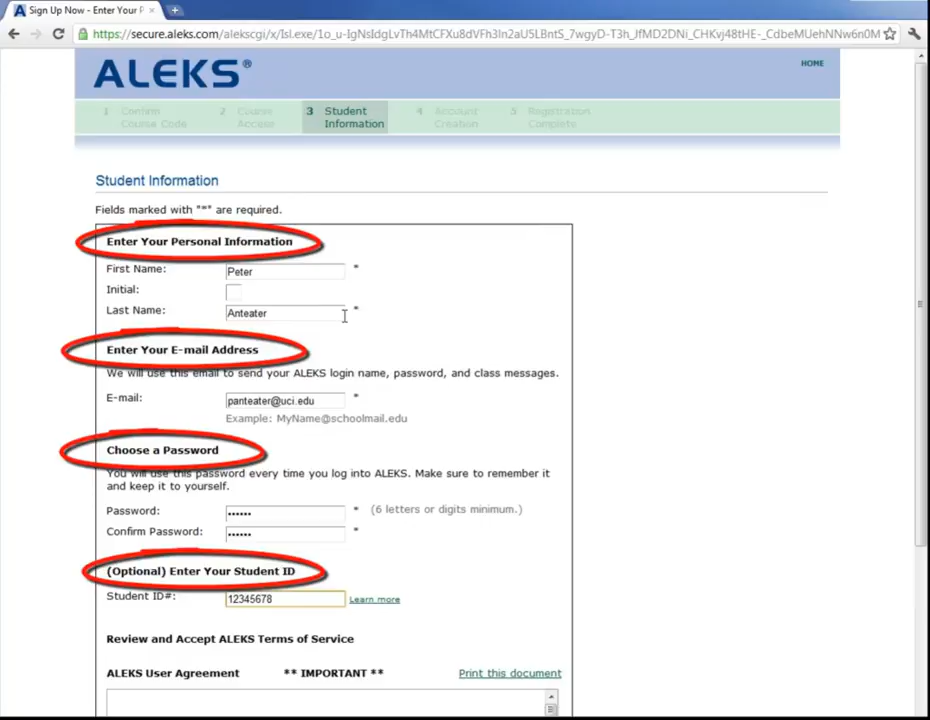 Sign Up Now - Enter Your P
https://secure.aleks.com/alekscgi/x/Isl.exe/1o_u-IgNsIdgLvTh4MtCFXu8dVFh3In2aU5LBntS_7wgyD-T3h_JfMD2DNi_CHKvj48tHE-_CdbeMUehNNw6n0M
ALEKS®
HOME
1 Confirm Course Code
2 Course Access
3 Student Information
4 Account Creation
5 Registration Complete
Student Information
Fields marked with "*" are required.
Enter Your Personal Information
First Name: Peter *
Initial:
Last Name: Anteater *
Enter Your E-mail Address
We will use this email to send your ALEKS login name, password, and class messages.
E-mail: panteater@uci.edu *
Example: MyName@schoolmail.edu
Choose a Password
You will use this password every time you log into ALEKS. Make sure to remember it
and keep it to yourself.
Password: •••••• * (6 letters or digits minimum.)
Confirm Password: •••••• *
(Optional) Enter Your Student ID
Student ID#: 12345678 Learn more
Review and Accept ALEKS Terms of Service
ALEKS User Agreement ** IMPORTANT ** Print this document